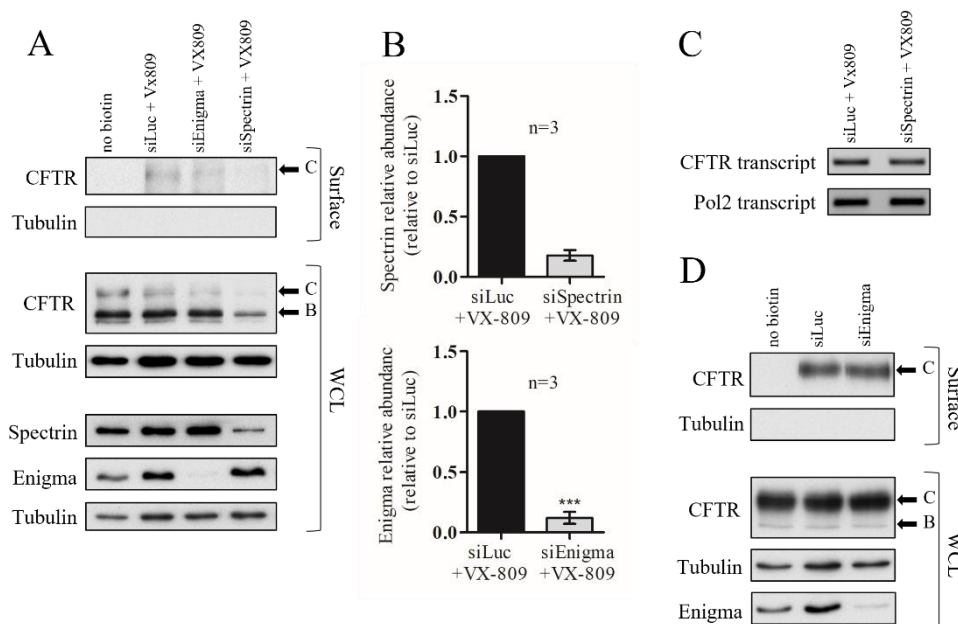 A
no biotin
siLuc + Vx809
siEnigma + VX809
siSpectrin + VX809
CFTR
C
Tubulin
Surface
CFTR
C
B
Tubulin
Spectrin
Enigma
Tubulin
WCL
B
Spectrin relative abundance
(relative to siLuc)
1.5
1.0
0.5
0.0
n=3
siLuc
+VX-809
siSpectrin
+VX-809
Enigma relative abundanc
(relative to siLuc)
1.5
1.0
0.5
0.0
n=3
***
siLuc
+VX-809
siEnigma
+VX-809
C
siLuc + Vx809
siSpectrin + VX809
CFTR transcript
Pol2 transcript
D
no biotin
siLuc
siEnigma
CFTR
C
Tubulin
Surface
CFTR
C
B
Tubulin
Enigma
WCL